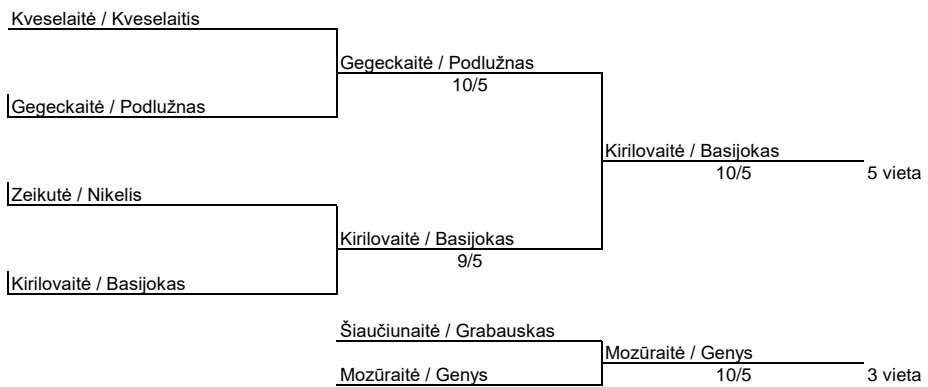 Kveselaitė / Kveselaitis
Gegeckaitė / Podlužnas
10/5
Gegeckaitė / Podlužnas
Kirilovaitė / Basijokas
10/5
5 vieta
Zeikutė / Nikelis
Kirilovaitė / Basijokas
9/5
Kirilovaitė / Basijokas
Šiaučiunaitė / Grabauskas
Mozūraitė / Genys
10/5
3 vieta
Mozūraitė / Genys